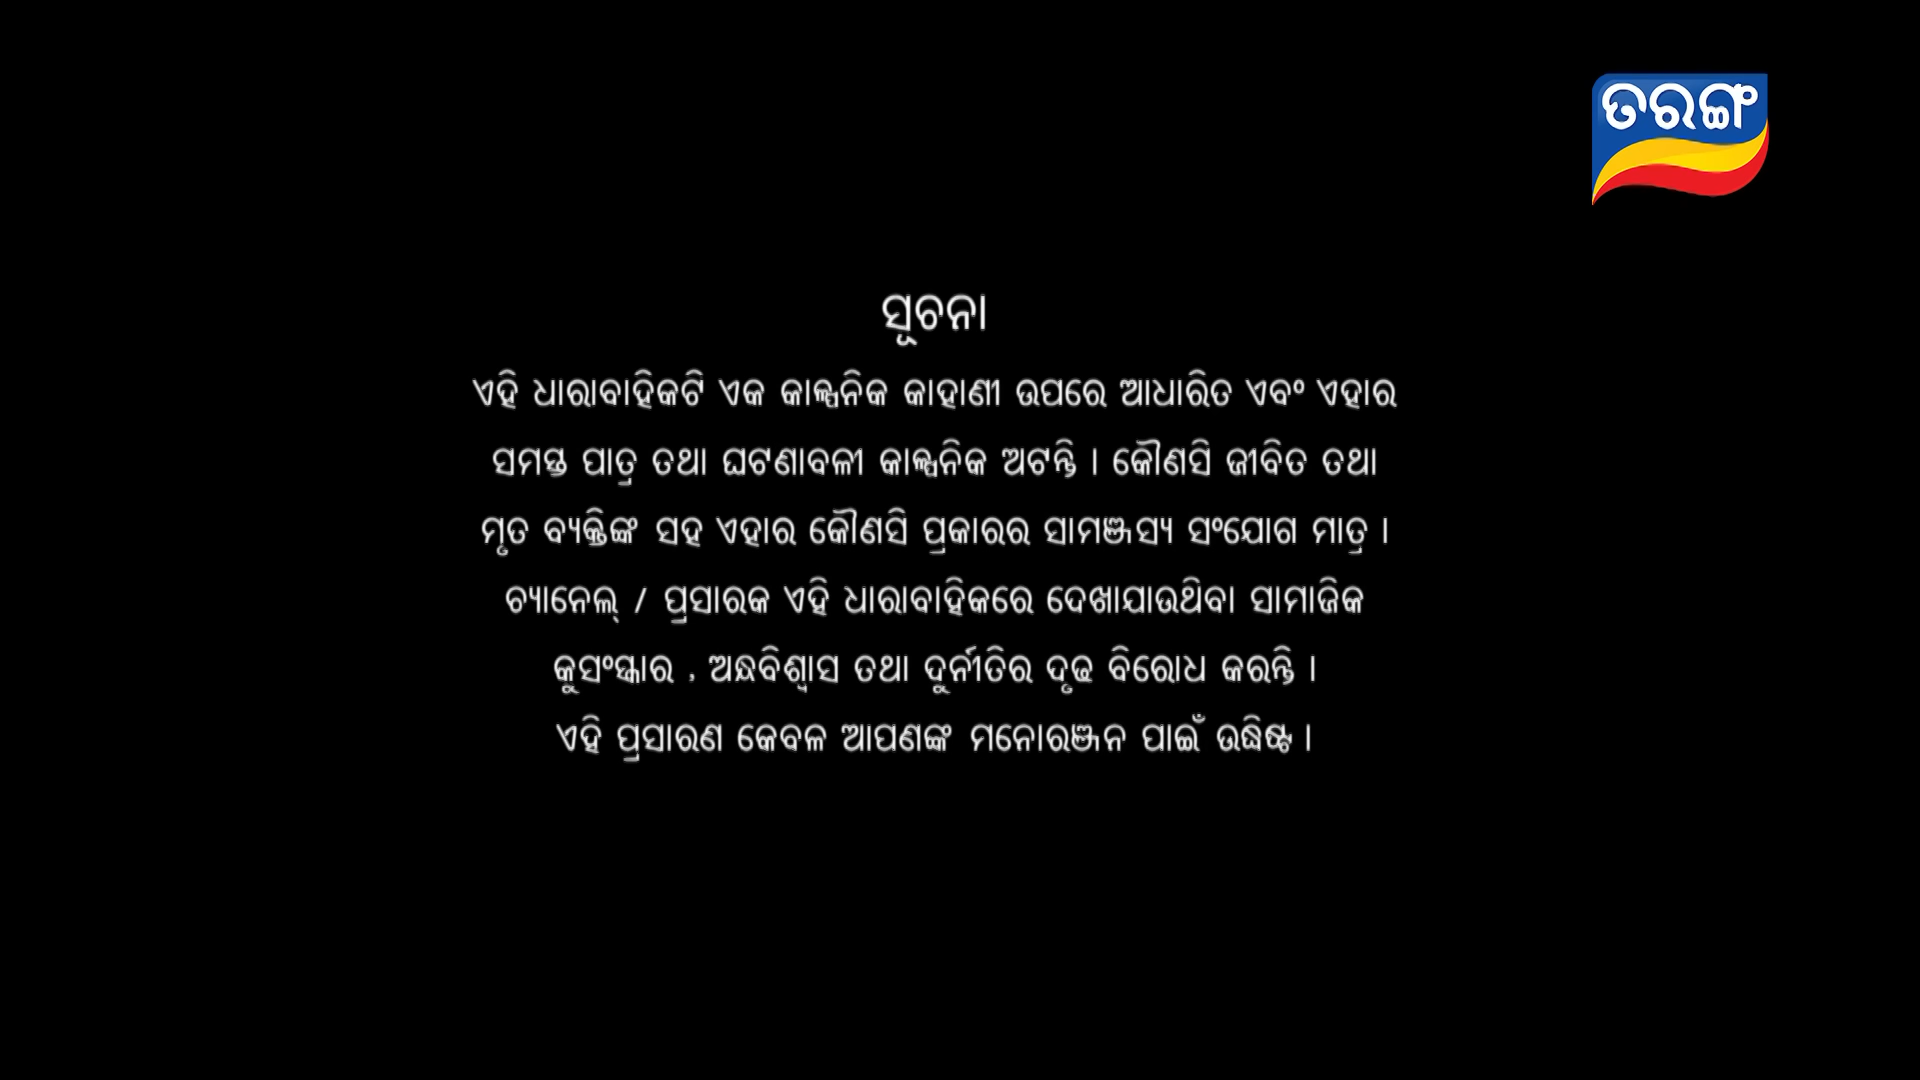 ତରଙ୍ଗ
ସୂଚନା
ଏହି ଧାରାବାହିକଟି ଏକ କାଳ୍ପନିକ କାହାଣୀ ଉପରେ ଆଧାରିତ ଏବଂ ଏହାର
ସମସ୍ତ ପାତ୍ର ତଥା ଘଟଣାବଳୀ କାଳ୍ପନିକ ଅଟନ୍ତି । କୌଣସି ଜୀବିତ ତଥା
ମୃତ ବ୍ୟକ୍ତିଙ୍କ ସହ ଏହାର କୌଣସି ପ୍ରକାରର ସାମଞ୍ଜସ୍ୟ ସଂଯୋଗ ମାତ୍ର ।
ଚ୍ୟାନେଲ୍ / ପ୍ରସାରକ ଏହି ଧାରାବାହିକରେ ଦେଖାଯାଉଥିବା ସାମାଜିକ
କୁସଂସ୍କାର , ଅନ୍ଧବିଶ୍ୱାସ ତଥା ଦୁର୍ନୀତିର ଦୃଢ ବିରୋଧ କରନ୍ତି ।
ଏହି ପ୍ରସାରଣ କେବଳ ଆପଣଙ୍କ ମନୋରଞ୍ଜନ ପାଇଁ ଉଦ୍ଧିଷ୍ଟ ।